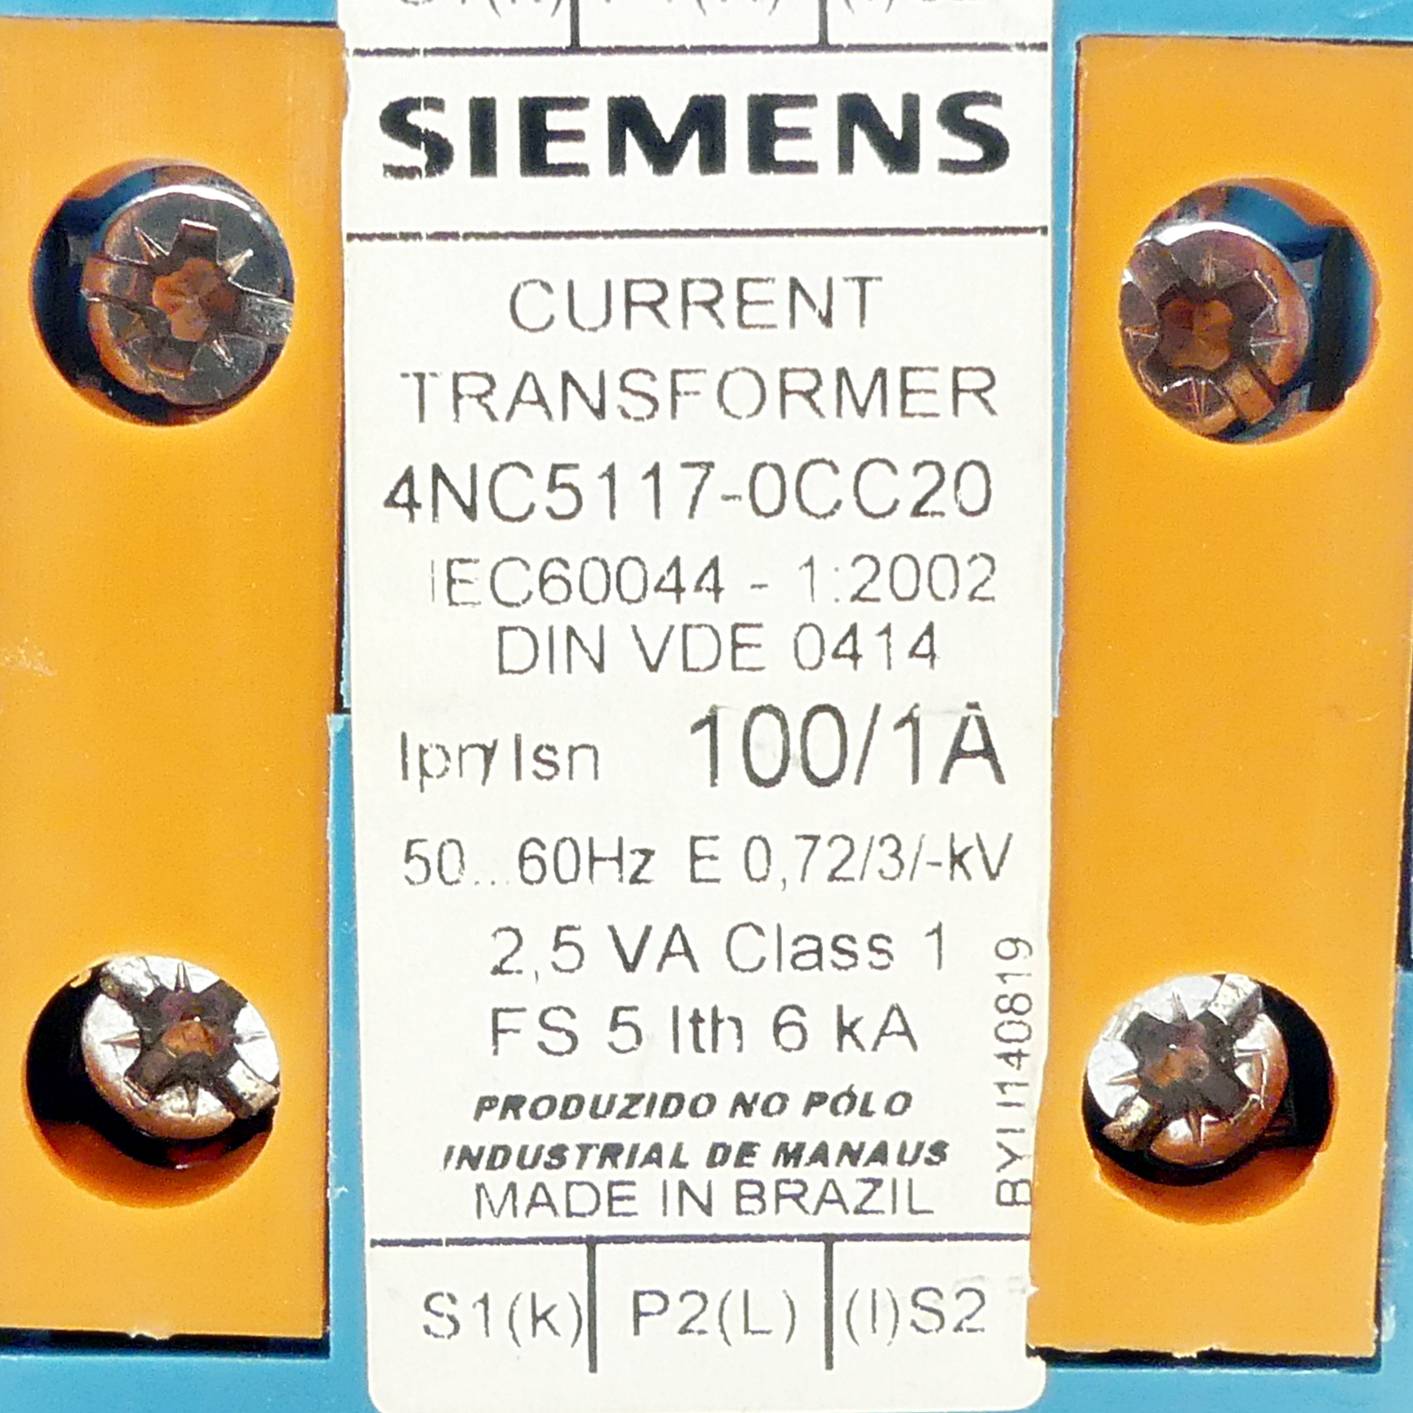 SIEMENS
CURRENT
TRANSFORMER
4NC5117-0CC20
IEC60044 - 1:2002
DIN VDE 0414
Ipn/Isn 100/1A
50...60Hz E 0,72/3/-kV
2,5 VA Class 1
FS 5 Ith 6 kA
PRODUZIDO NO PÓLO
INDUSTRIAL DE MANAUS
MADE IN BRAZIL
S1(k) P2(L) (l)S2